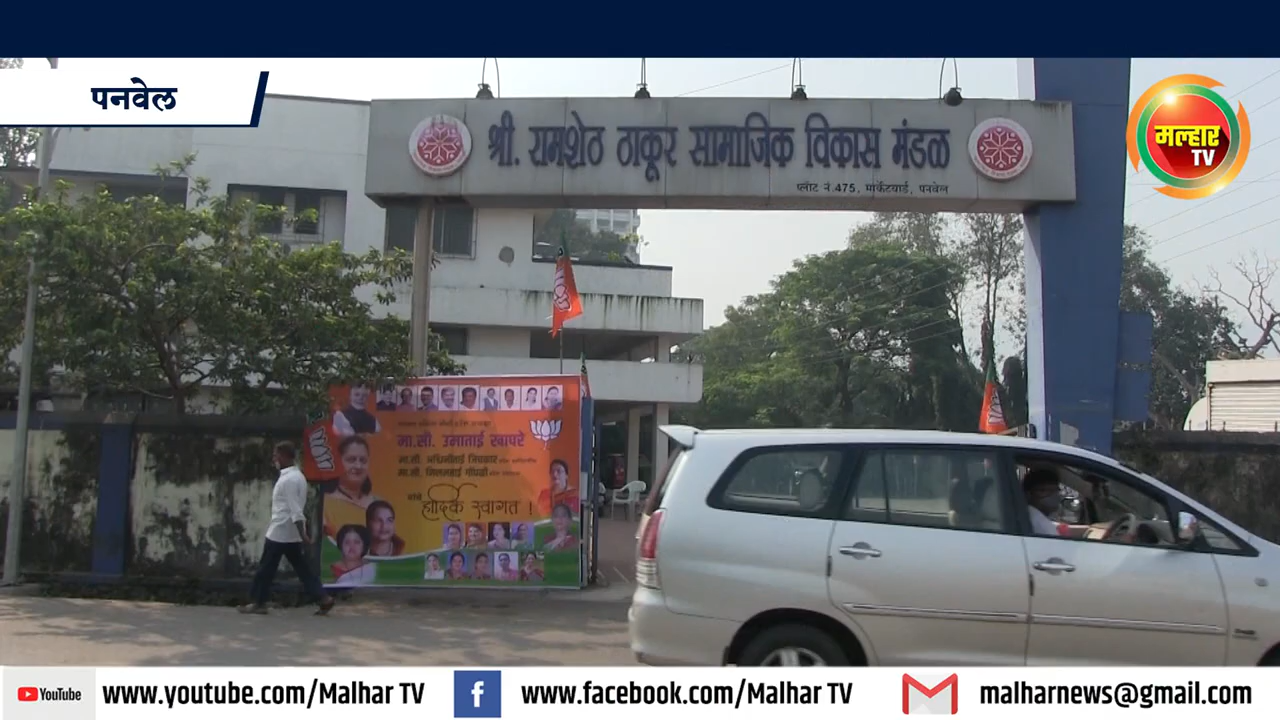 पनवेल
श्री. रामशेठ ठाकूर सामाजिक विकास मंडळ
प्लॉट नं.475, मार्केटयार्ड, पनवेल
मल्हार
TV
मा.सौ. उमाताई खापरे
मा.सौ.
मा.सौ.
यांचे
हार्दिक स्वागत !
YouTube
www.youtube.com/Malhar TV
f
www.facebook.com/Malhar TV
malharnews@gmail.com